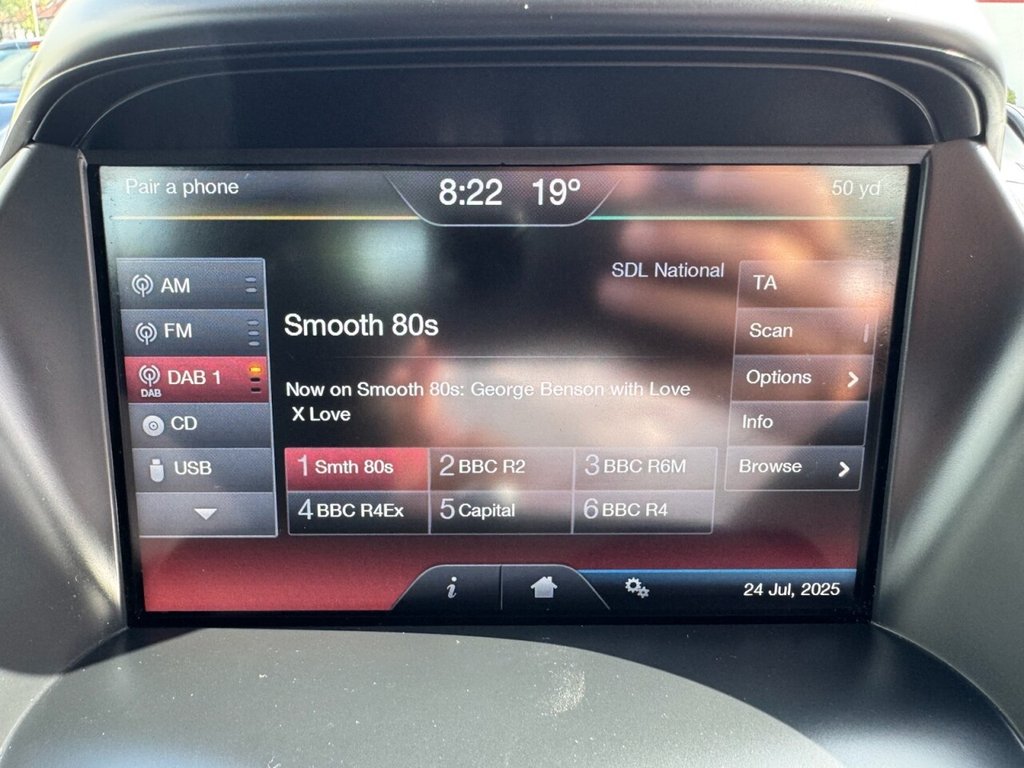 Pair a phone
8:22 19°
50 yd
SDL National
AM
FM
DAB
DAB 1
CD
USB
Smooth 80s
Now on Smooth 80s: George Benson with Love
X Love
1 Smth 80s
2 BBC R2
3 BBC R6M
4 BBC R4Ex
5 Capital
6 BBC R4
TA
Scan
Options
Info
Browse
i
24 Jul, 2025